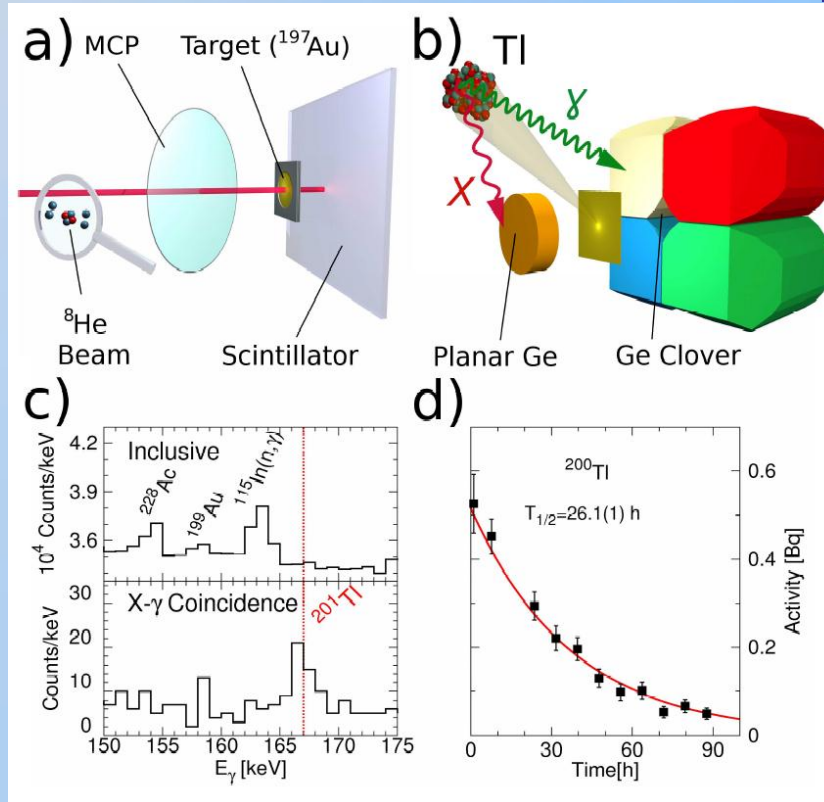 a)
MCP
Target (¹⁹⁷Au)
⁸He
Beam
Scintillator
b)
Tl
γ
X
Planar Ge
Ge Clover
c)
4.3
3.9
3.6
10⁴ Counts/keV
Inclusive
²²⁸Ac
¹⁹⁹Au
¹¹⁵In(n,γ)
30
20
10
0
Counts/keV
X-γ Coincidence
²⁰¹Tl
150 155 160 165 170 175
E_γ [keV]
d)
²⁰⁰Tl
T₁/₂=26.1(1) h
0.6
0.4
0.2
0
Activity [Bq]
0 30 60 90
Time[h]